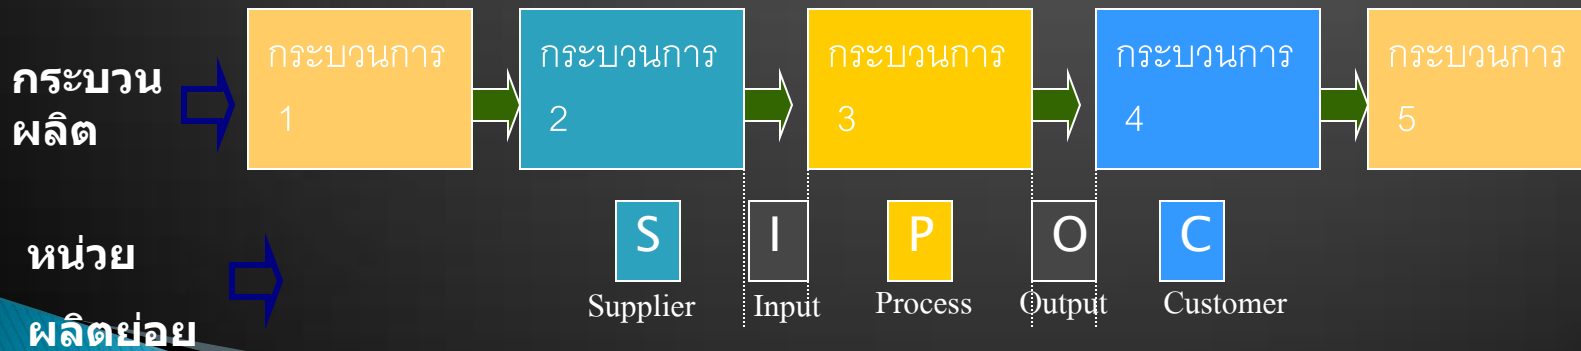 กระบวน
ผลิต
กระบวนการ
1
กระบวนการ
2
กระบวนการ
3
กระบวนการ
4
กระบวนการ
5
หน่วย
ผลิตย่อย
S
I
P
O
C
Supplier
Input
Process
Output
Customer